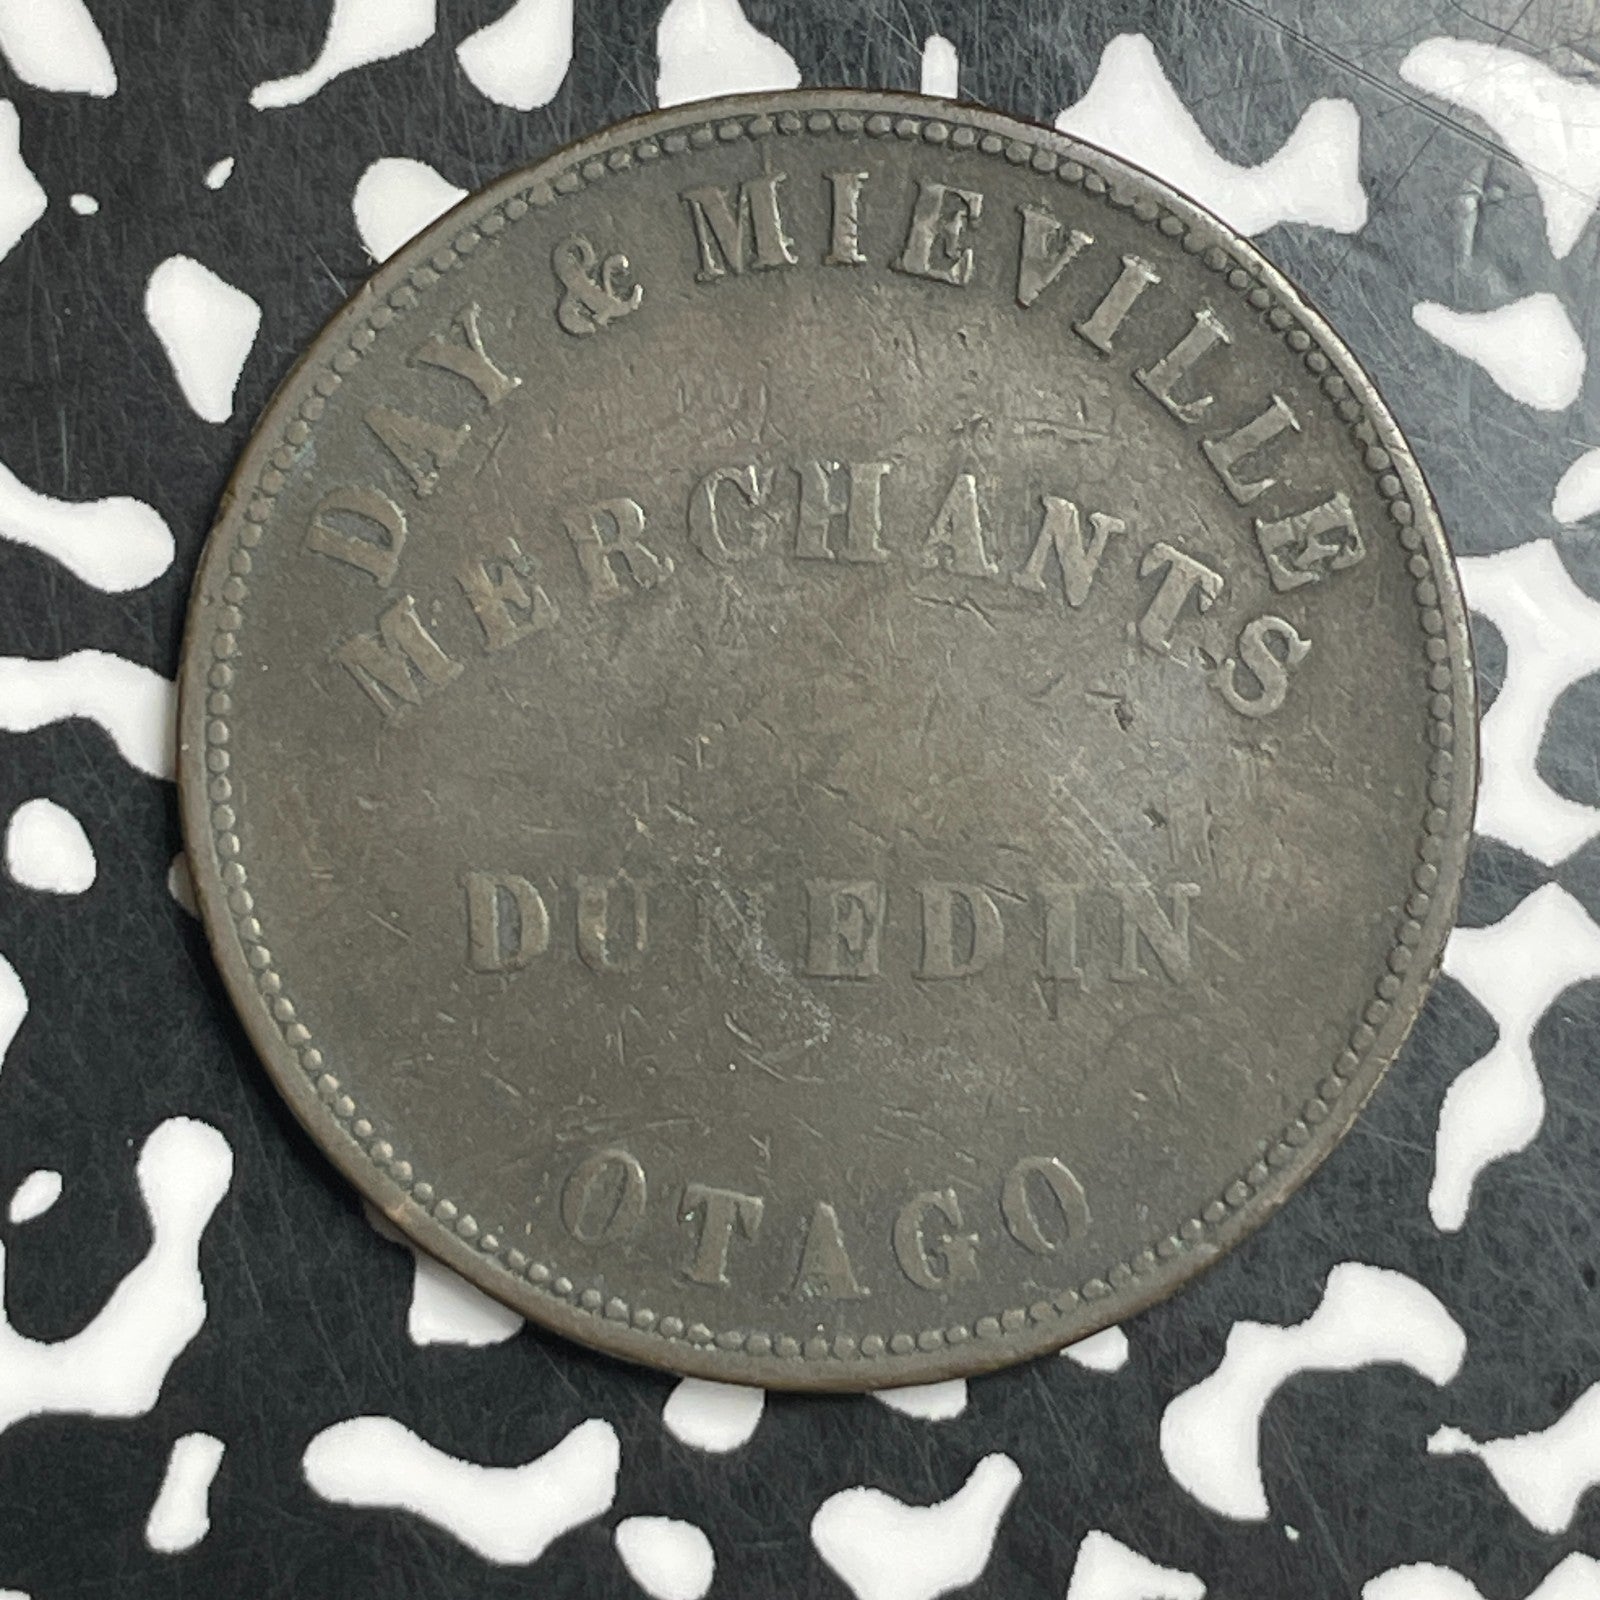 DAY & MIEVILLE
MERCHANTS
DUNEDIN
OTAGO